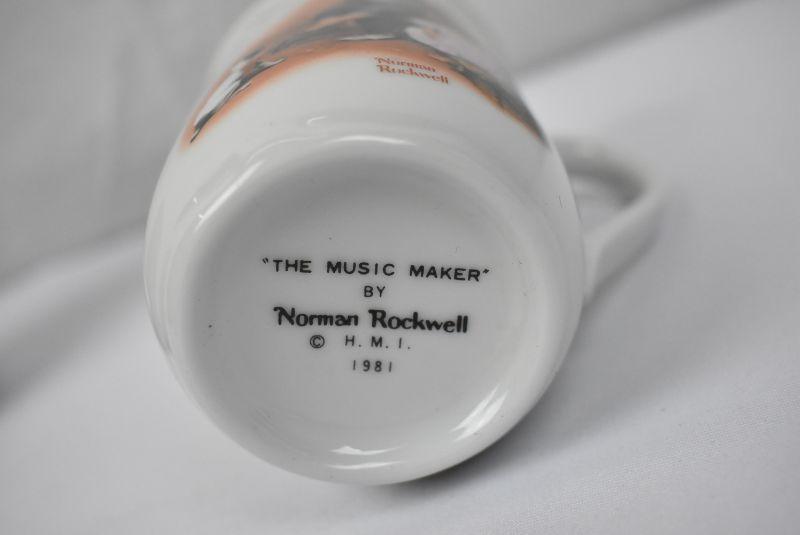 Norman
Rockwell
"THE MUSIC MAKER"
BY
Norman Rockwell
© H. M. I.
1981